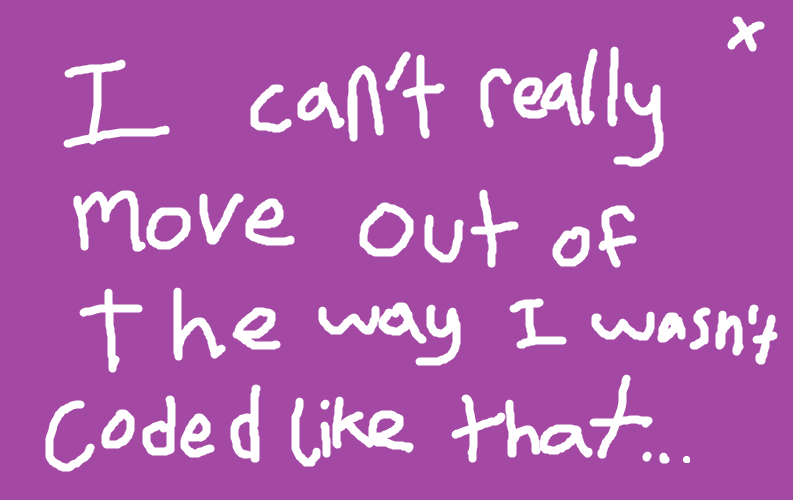 x
I can't really
move out of
the way I wasn't
Coded like that...